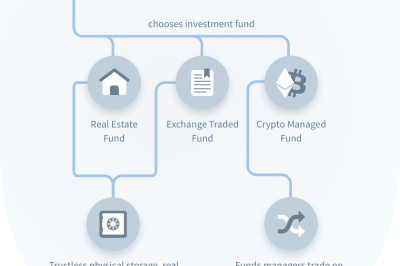 chooses investment fund
Real Estate
Fund
Exchange Traded
Fund
Crypto Managed
Fund
Trustless physical storage, real
Funds managers trade on